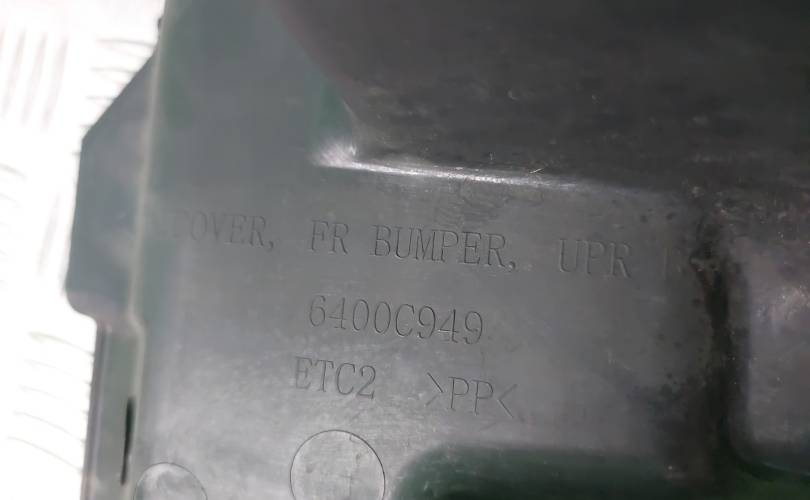 COVER, FR BUMPER, UPR
6400C949
ETC2 >PP<